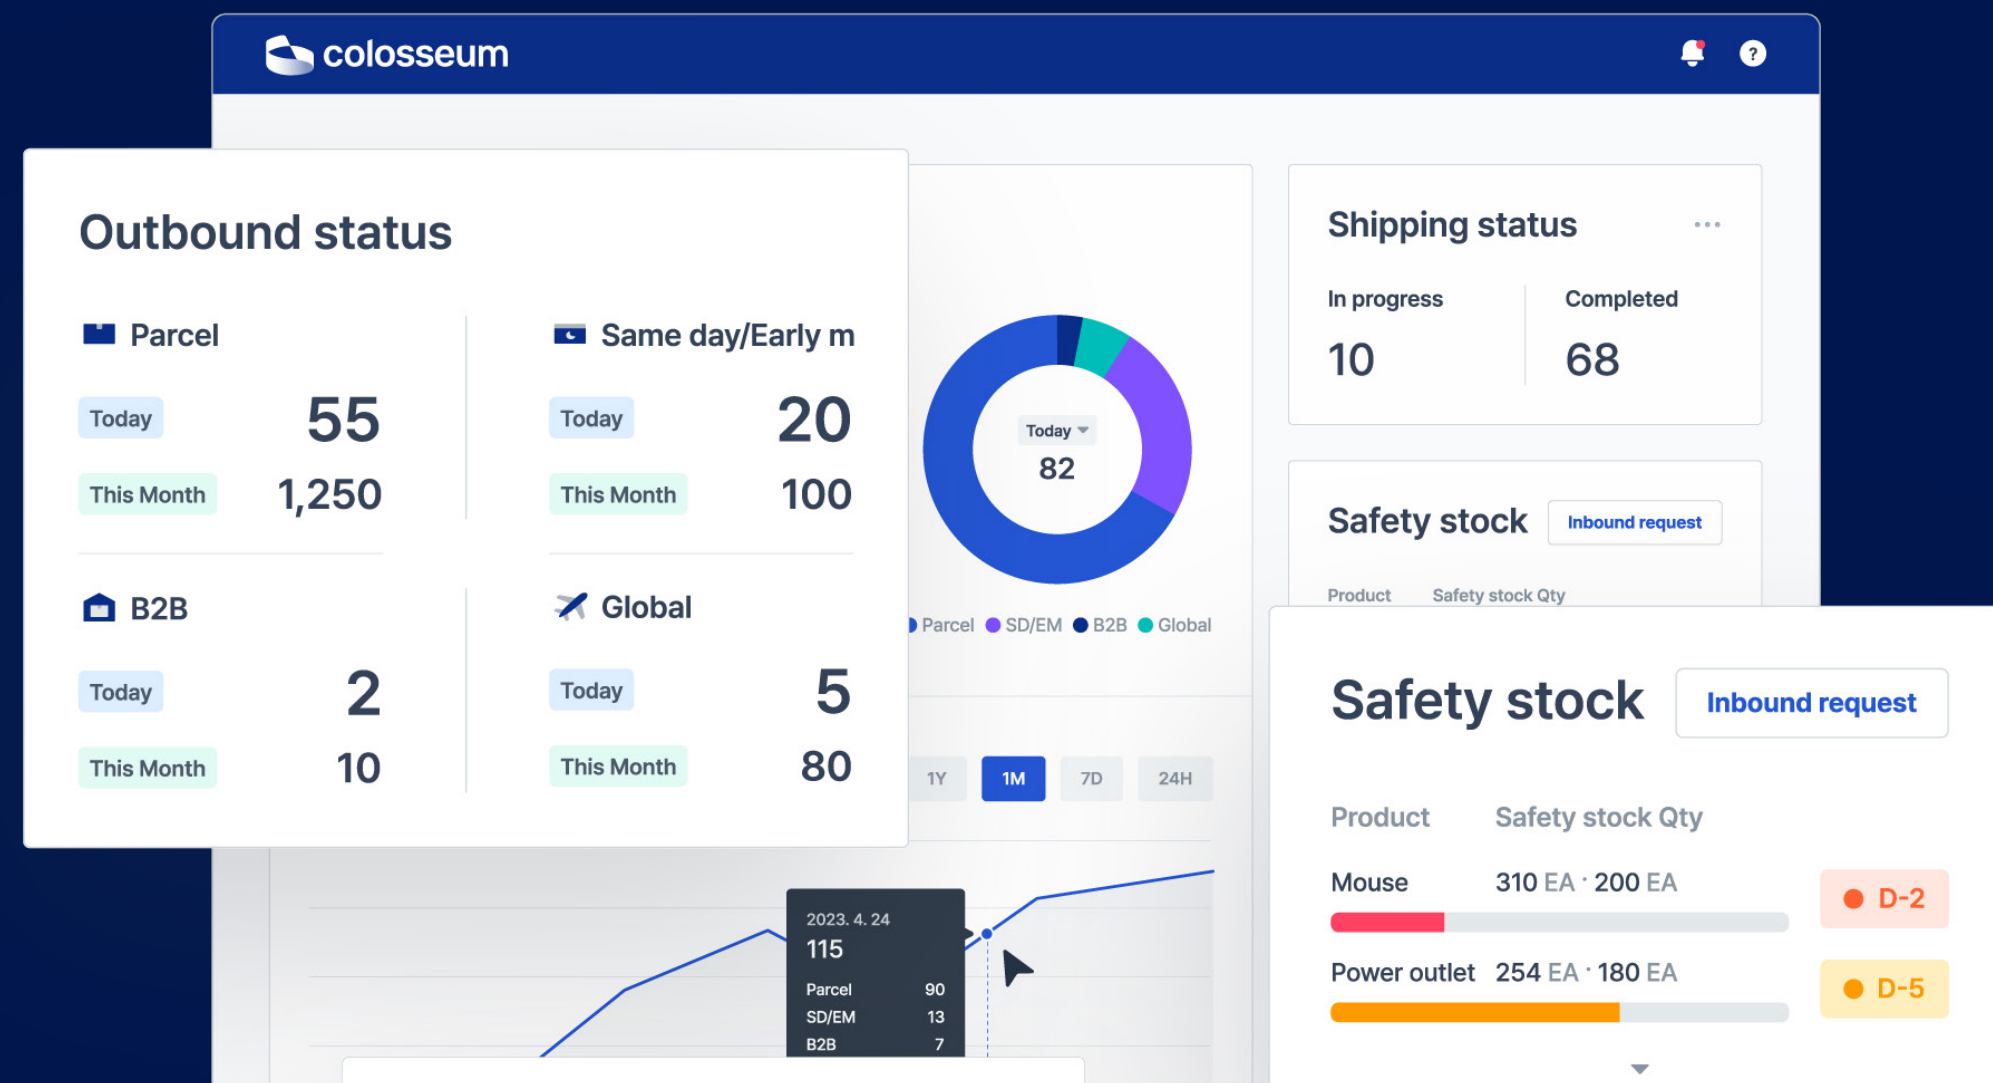 colosseum
?
Outbound status
Parcel
Today 55
This Month 1,250
Same day/Early m
Today 20
This Month 100
B2B
Today 2
This Month 10
Global
Today 5
This Month 80
Today
82
Parcel SD/EM B2B Global
1Y 1M 7D 24H
2023. 4. 24
115
Parcel 90
SD/EM 13
B2B 7
Shipping status
In progress Completed
10 68
Safety stock Inbound request
Product Safety stock Qty
Safety stock Inbound request
Product Safety stock Qty
Mouse 310 EA · 200 EA D-2
Power outlet 254 EA · 180 EA D-5